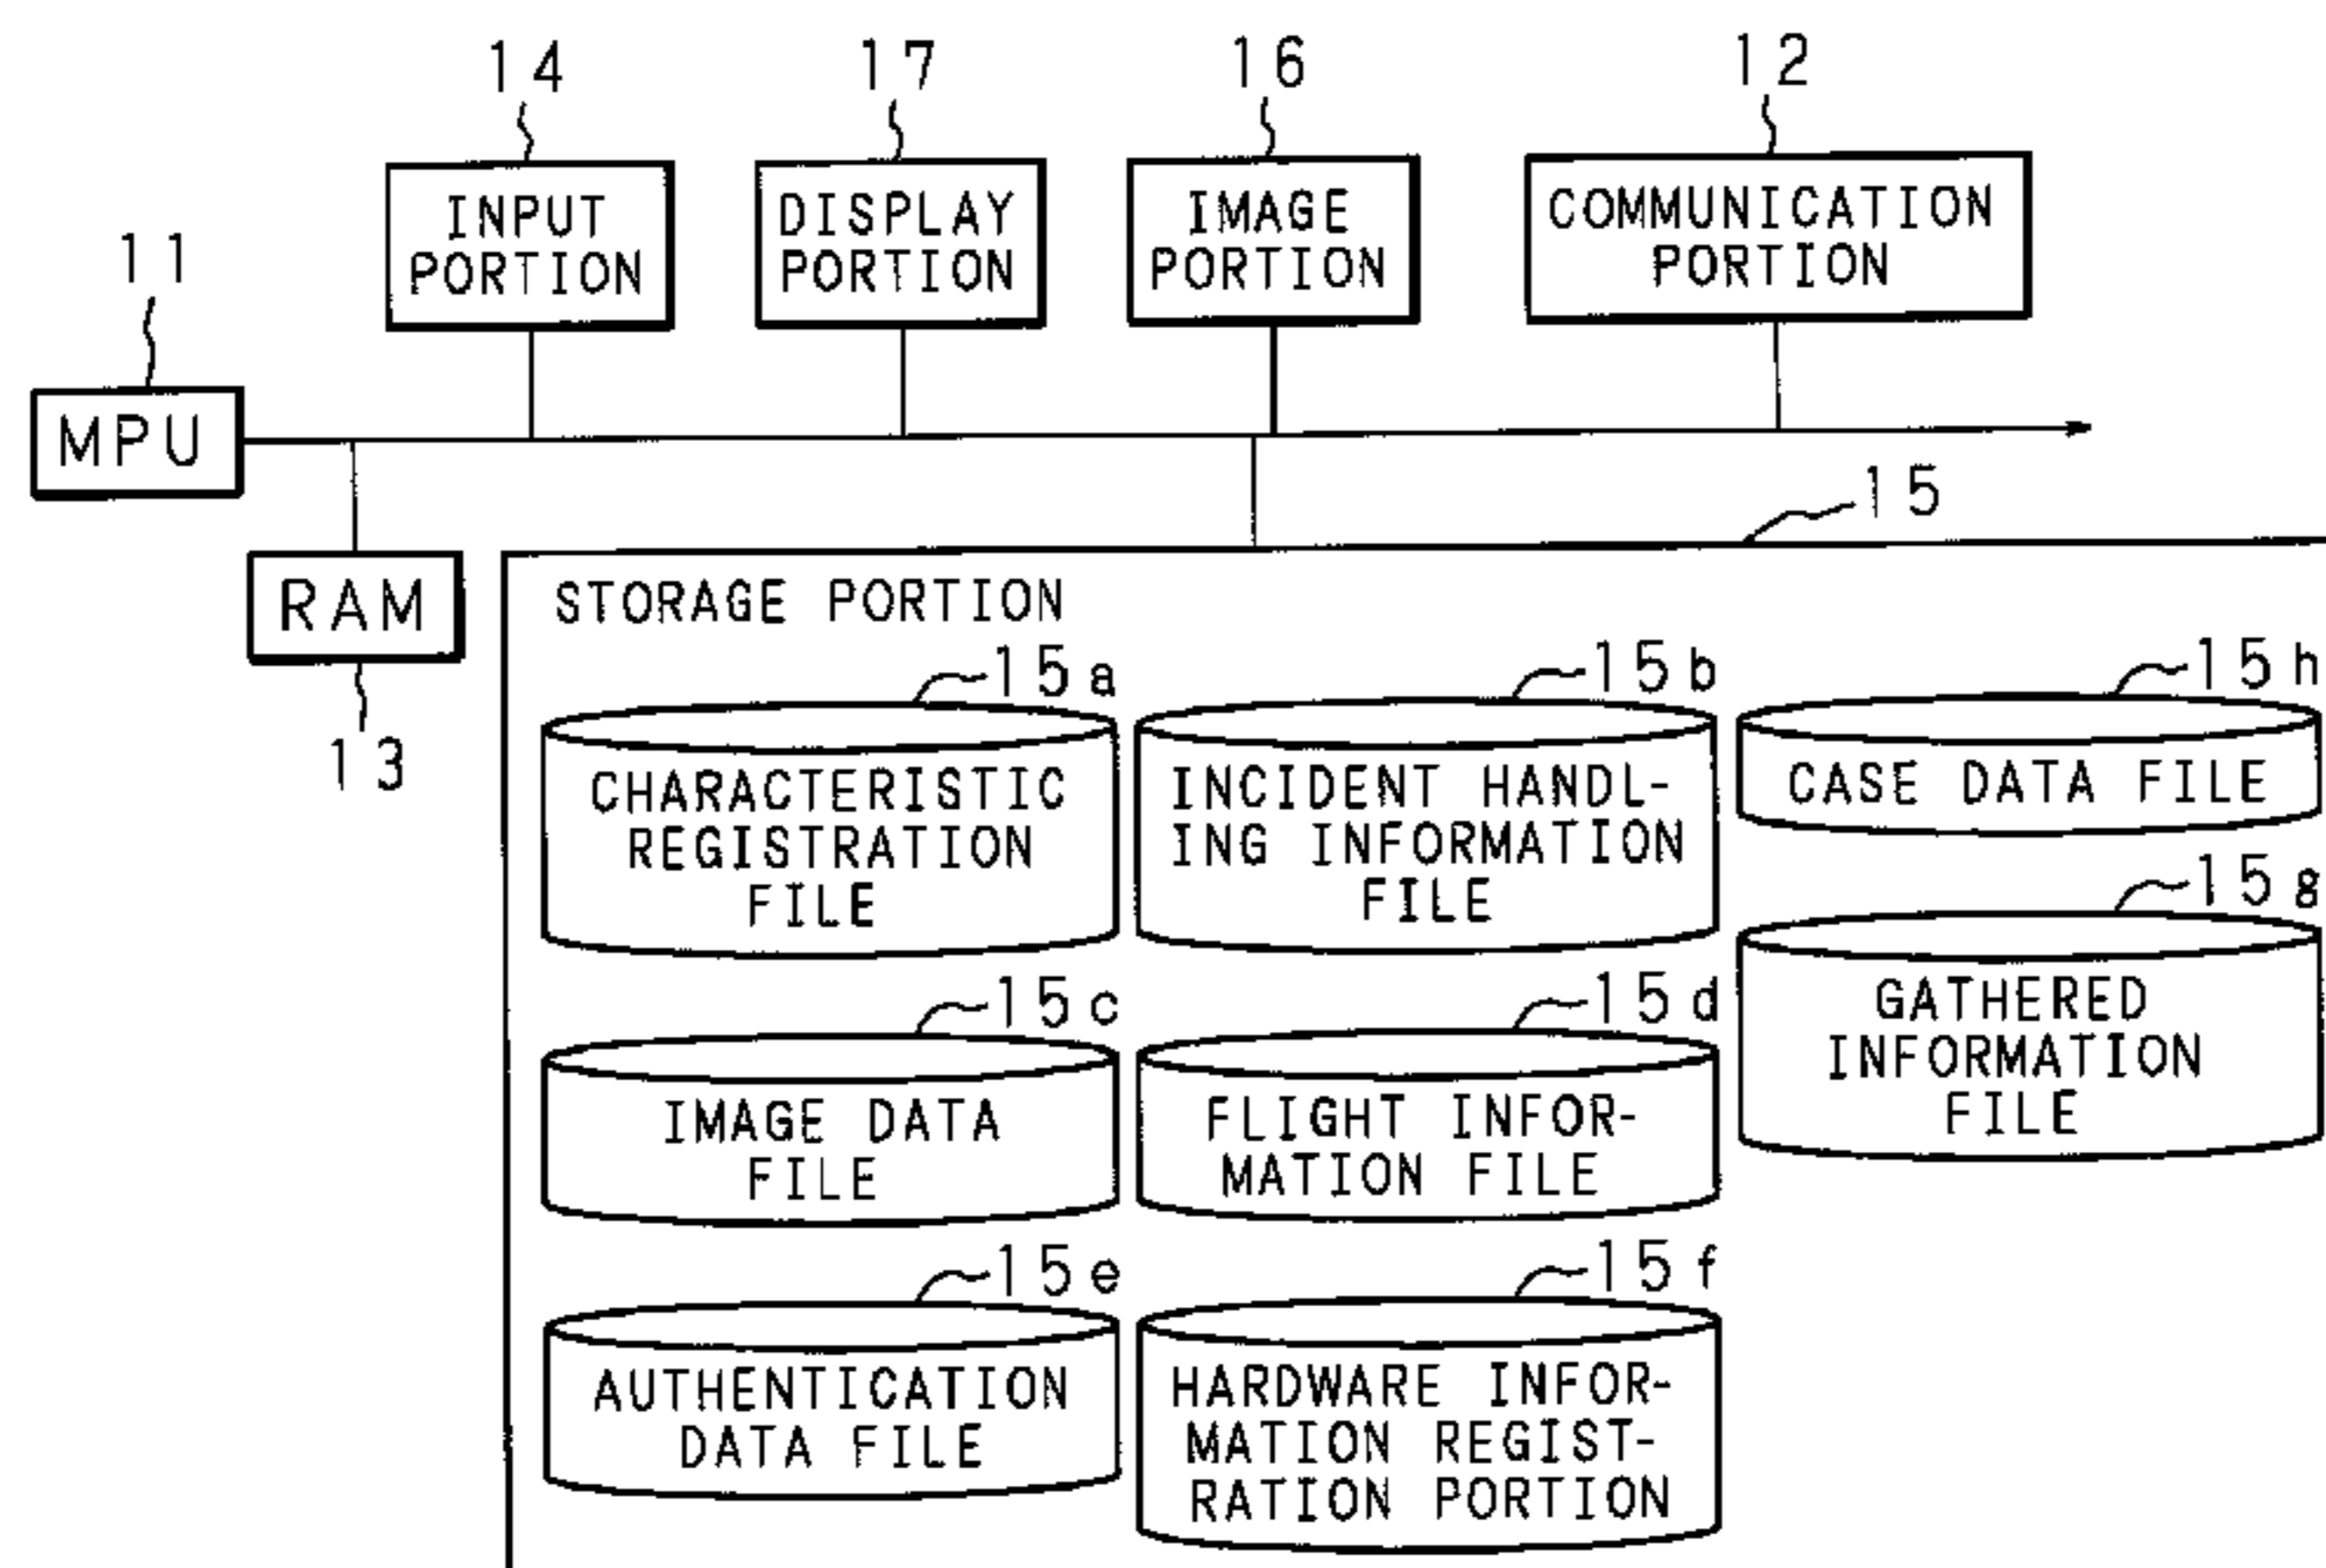 14
17
16
12
INPUT
PORTION
DISPLAY
PORTION
IMAGE
PORTION
COMMUNICATION
PORTION
11
MPU
15
RAM
13
STORAGE PORTION
15a
CHARACTERISTIC
REGISTRATION
FILE
15b
INCIDENT HANDL-
ING INFORMATION
FILE
15h
CASE DATA FILE
15g
GATHERED
INFORMATION
FILE
15c
IMAGE DATA
FILE
15d
FLIGHT INFOR-
MATION FILE
15e
AUTHENTICATION
DATA FILE
15f
HARDWARE INFOR-
MATION REGIST-
RATION PORTION